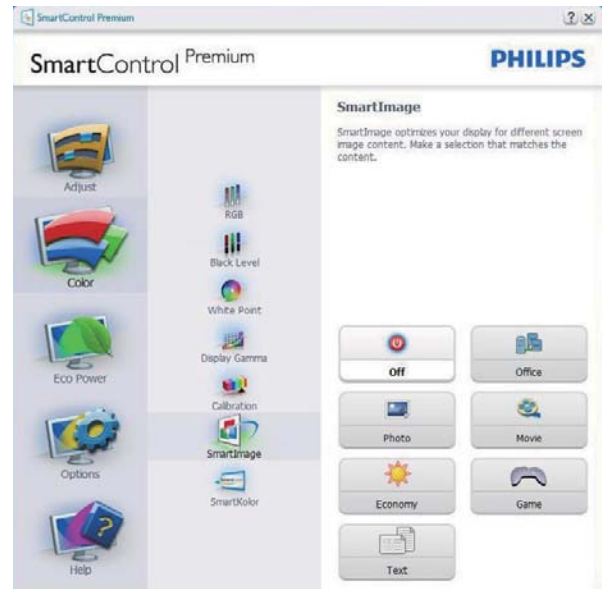 SmartControl Premium
? ×
SmartControl Premium
PHILIPS
Adjust
Color
Eco Power
Options
Help
RGB
Black Level
White Point
Display Gamma
Calibration
SmartImage
SmartKolor
SmartImage
SmartImage optimizes your display for different screen
image content. Make a selection that matches the
content.
Off
Office
Photo
Movie
Economy
Game
Text